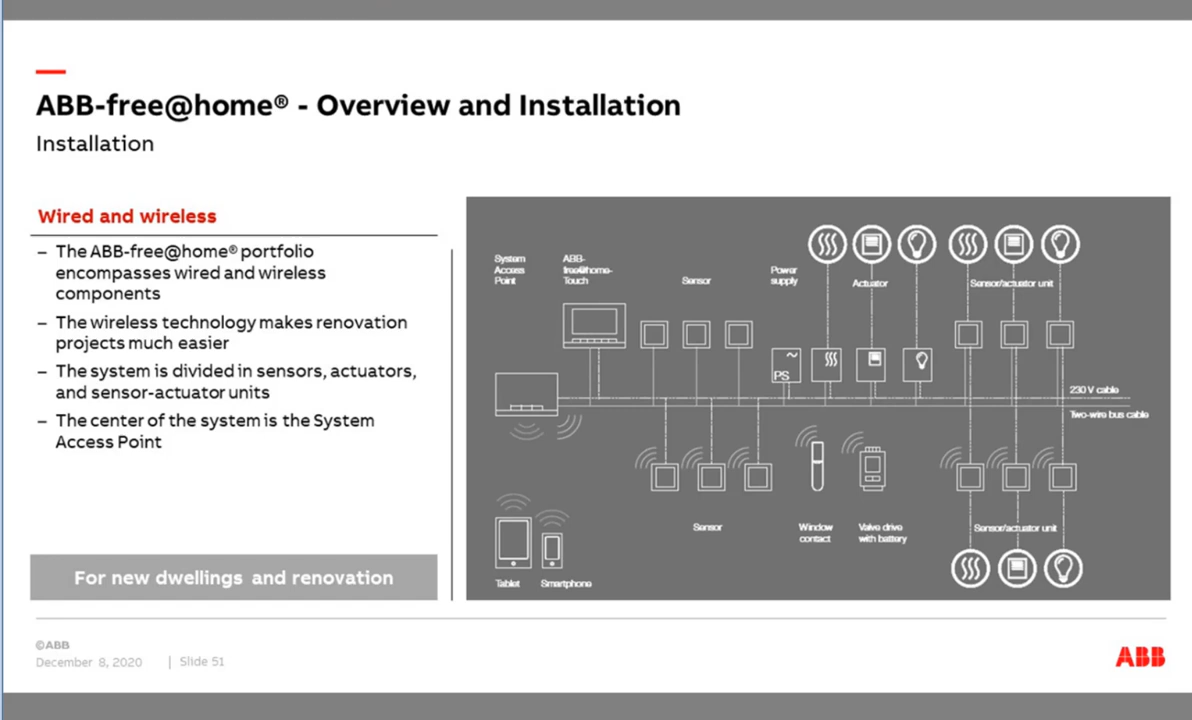 ABB-free@home® - Overview and Installation
Installation
Wired and wireless
– The ABB-free@home® portfolio
encompasses wired and wireless
components
– The wireless technology makes renovation
projects much easier
– The system is divided in sensors, actuators,
and sensor-actuator units
– The center of the system is the System
Access Point
For new dwellings and renovation
System
Access
Point
ABB-
free@home-
Touch
Sensor
Power
supply
Actuator
Sensor/actuator unit
PS
230 V cable
Two-wire bus cable
Sensor
Window
contact
Valve drive
with battery
Sensor/actuator unit
Tablet
Smartphone
©ABB
December 8, 2020 | Slide 51
ABB